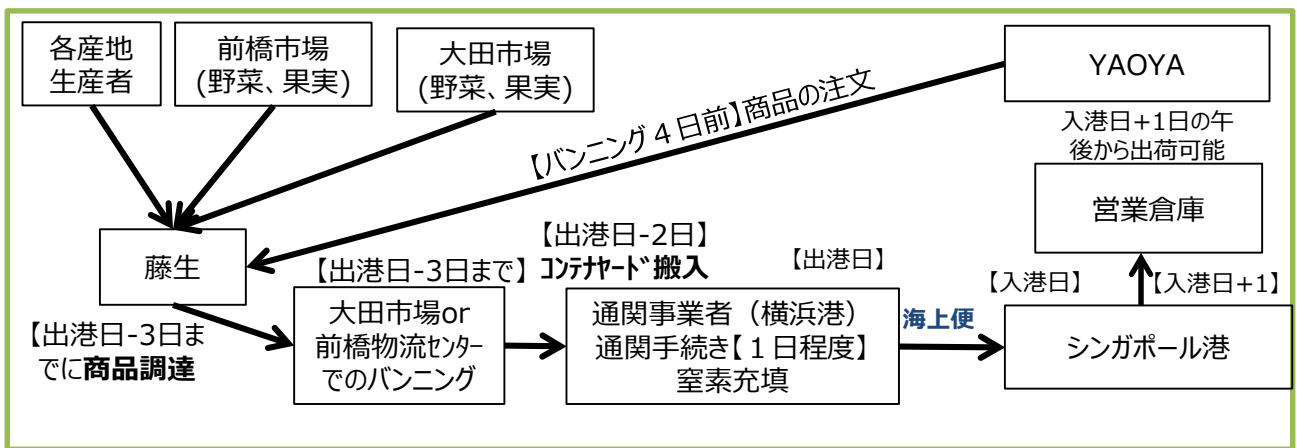 各産地
生産者
前橋市場
(野菜、果実)
大田市場
(野菜、果実)
YAOYA
【バンニング４日前】商品の注文
入港日+1日の午
後から出荷可能
営業倉庫
藤生
【出港日-3日ま
でに商品調達
【出港日-3日まで】
大田市場or
前橋物流ｾﾝﾀｰ
でのバンニング
【出港日-2日】
ｺﾝﾃﾅﾔｰﾄﾞ搬入
【出港日】
通関事業者（横浜港）
通関手続き【１日程度】
窒素充填
海上便
【入港日】
【入港日+1】
シンガポール港